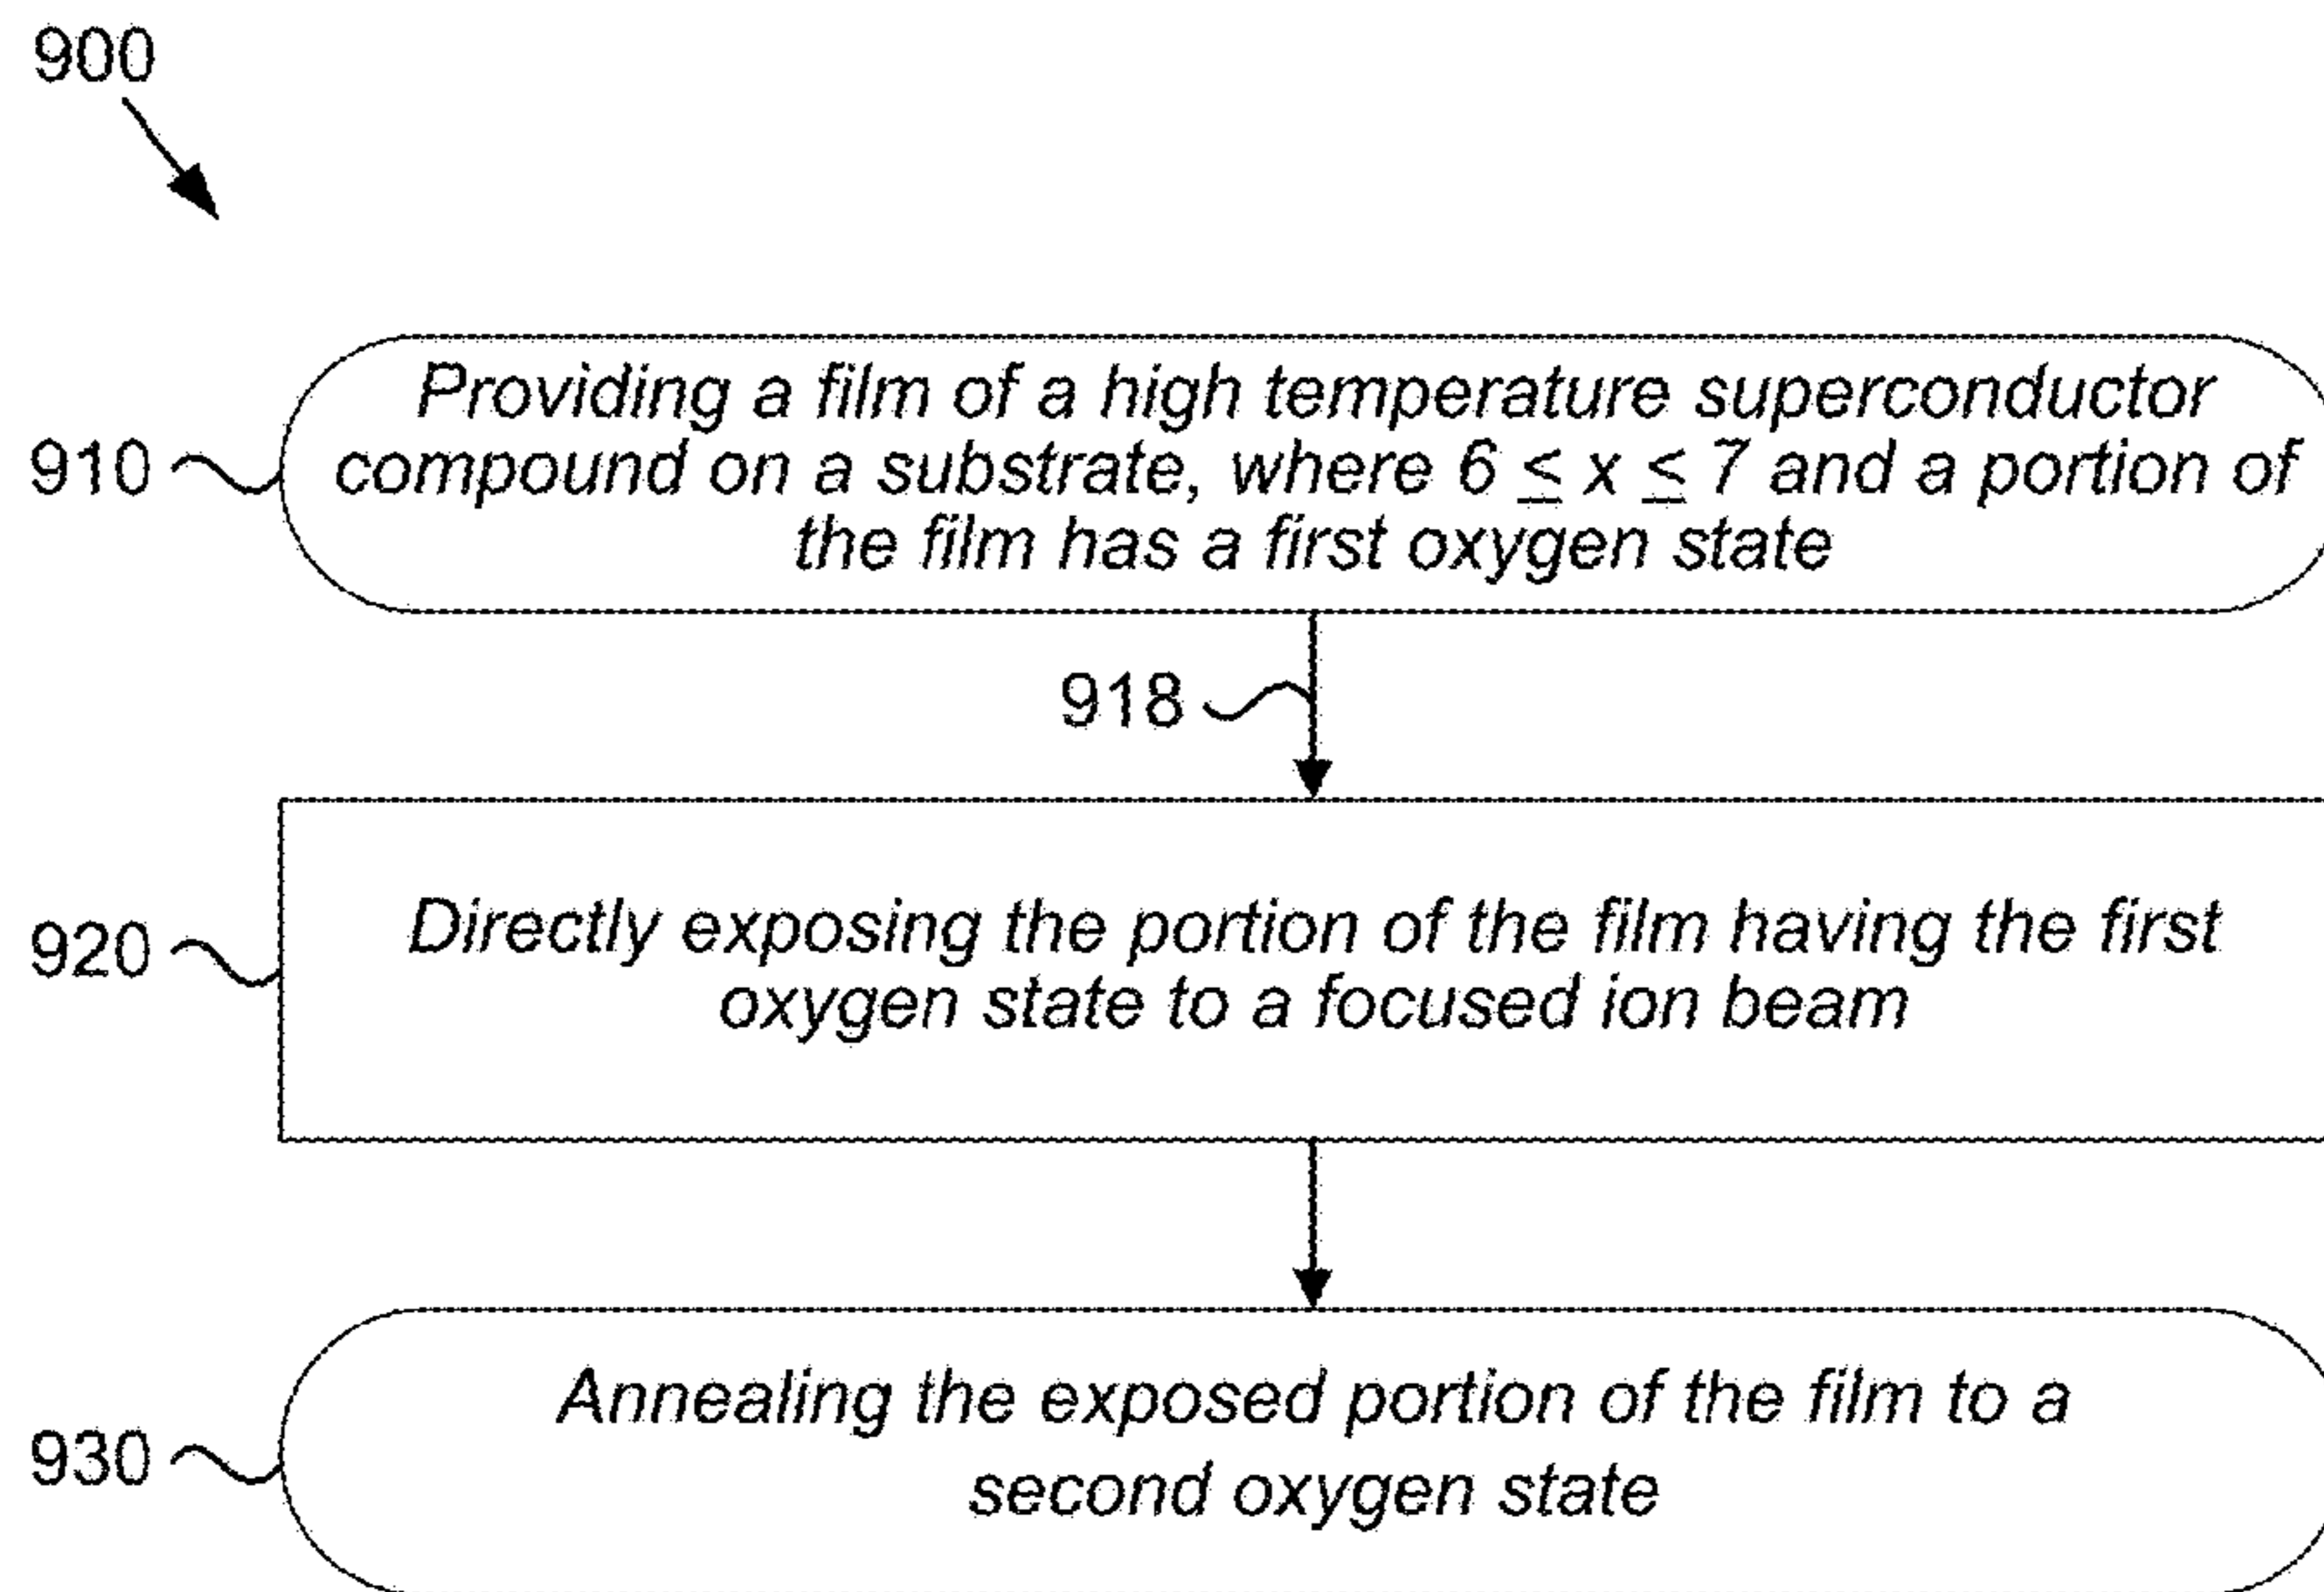 900
Providing a film of a high temperature superconductor
910 compound on a substrate, where 6 ≤ x ≤ 7 and a portion of
the film has a first oxygen state
918
920
Directly exposing the portion of the film having the first
oxygen state to a focused ion beam
Annealing the exposed portion of the film to a
930
second oxygen state